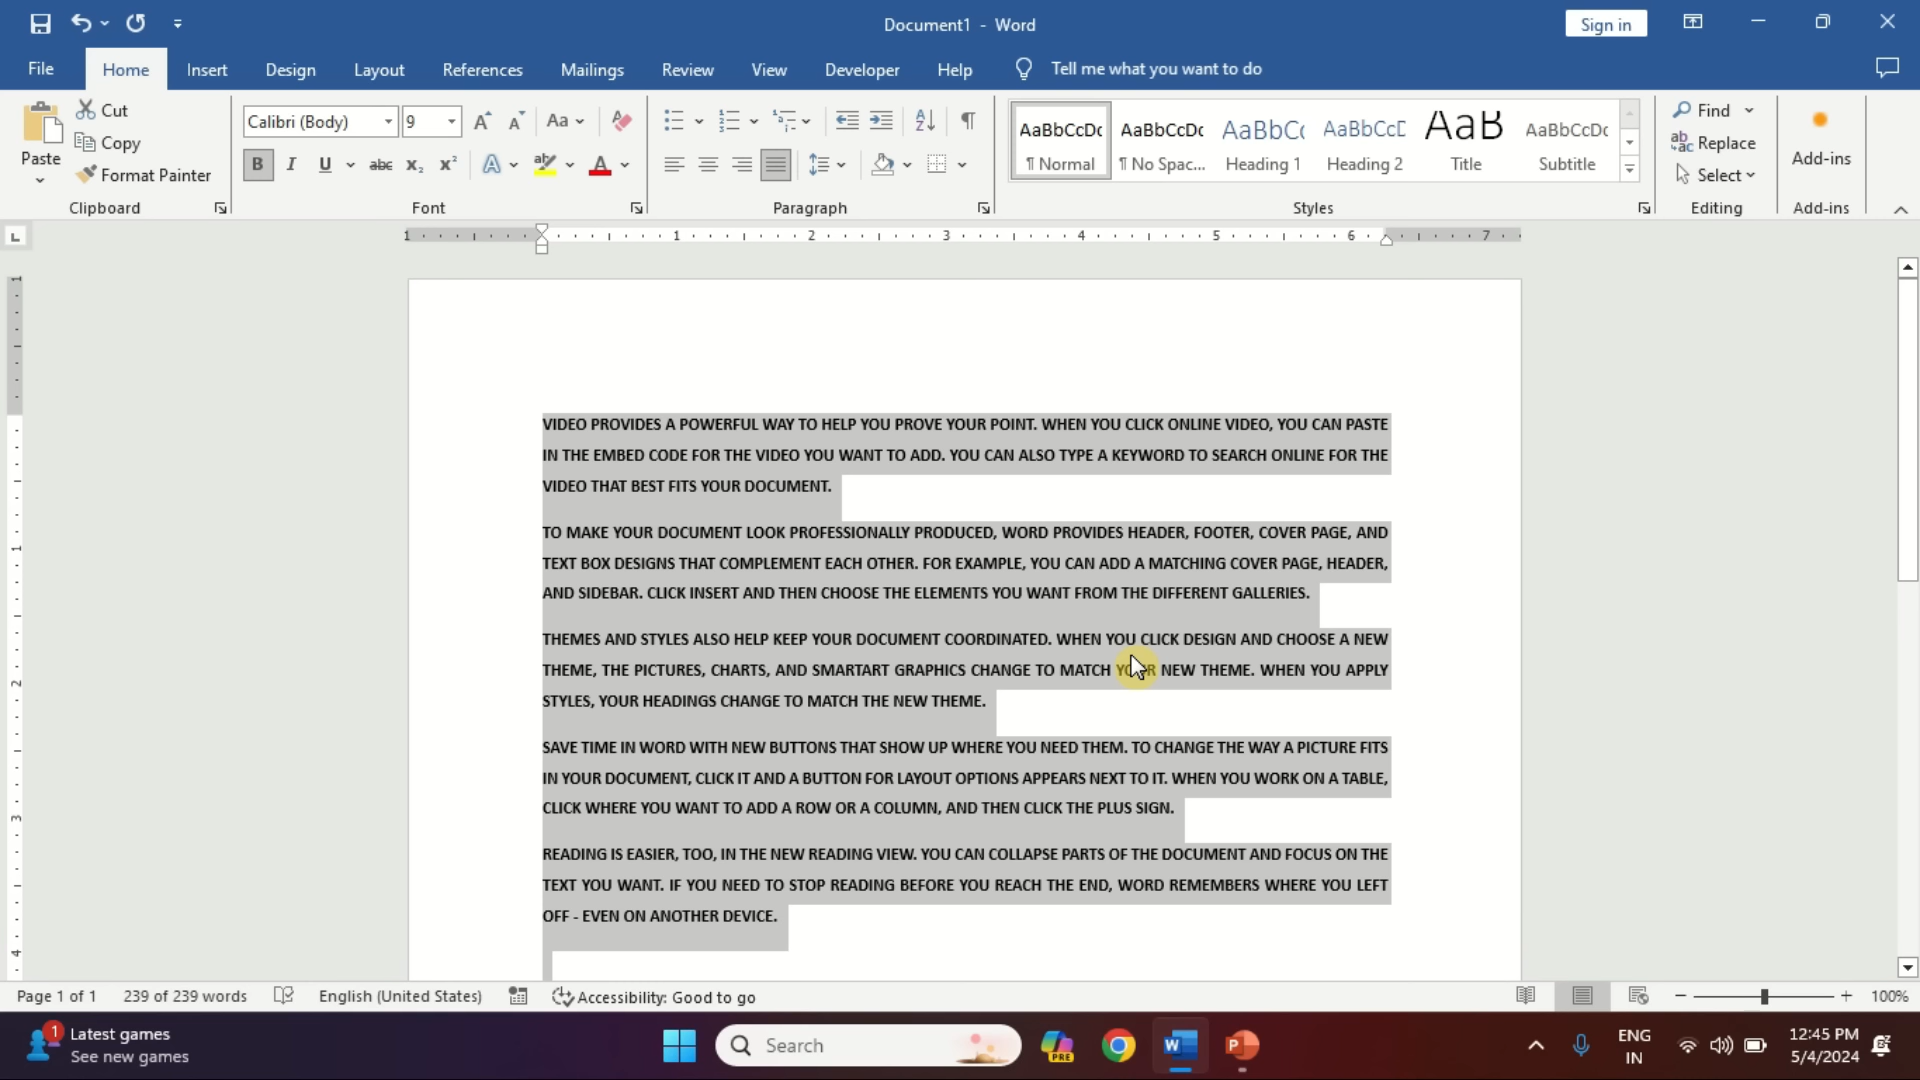 Document1 - Word
Sign in
File Home Insert Design Layout References Mailings Review View Developer Help Tell me what you want to do
Paste
Cut
Copy
Format Painter
Clipboard
Calibri (Body) 9
Font
Paragraph
AaBbCcDc ¶ Normal
AaBbCcDc ¶ No Spac...
AaBbC( Heading 1
AaBbCcE Heading 2
AaB Title
AaBbCcDc Subtitle
Styles
Find
Replace
Select
Editing
Add-ins
Add-ins
1 1 2 3 4 5 6 7
VIDEO PROVIDES A POWERFUL WAY TO HELP YOU PROVE YOUR POINT. WHEN YOU CLICK ONLINE VIDEO, YOU CAN PASTE
IN THE EMBED CODE FOR THE VIDEO YOU WANT TO ADD. YOU CAN ALSO TYPE A KEYWORD TO SEARCH ONLINE FOR THE
VIDEO THAT BEST FITS YOUR DOCUMENT.
TO MAKE YOUR DOCUMENT LOOK PROFESSIONALLY PRODUCED, WORD PROVIDES HEADER, FOOTER, COVER PAGE, AND
TEXT BOX DESIGNS THAT COMPLEMENT EACH OTHER. FOR EXAMPLE, YOU CAN ADD A MATCHING COVER PAGE, HEADER,
AND SIDEBAR. CLICK INSERT AND THEN CHOOSE THE ELEMENTS YOU WANT FROM THE DIFFERENT GALLERIES.
THEMES AND STYLES ALSO HELP KEEP YOUR DOCUMENT COORDINATED. WHEN YOU CLICK DESIGN AND CHOOSE A NEW
THEME, THE PICTURES, CHARTS, AND SMARTART GRAPHICS CHANGE TO MATCH YOUR NEW THEME. WHEN YOU APPLY
STYLES, YOUR HEADINGS CHANGE TO MATCH THE NEW THEME.
SAVE TIME IN WORD WITH NEW BUTTONS THAT SHOW UP WHERE YOU NEED THEM. TO CHANGE THE WAY A PICTURE FITS
IN YOUR DOCUMENT, CLICK IT AND A BUTTON FOR LAYOUT OPTIONS APPEARS NEXT TO IT. WHEN YOU WORK ON A TABLE,
CLICK WHERE YOU WANT TO ADD A ROW OR A COLUMN, AND THEN CLICK THE PLUS SIGN.
READING IS EASIER, TOO, IN THE NEW READING VIEW. YOU CAN COLLAPSE PARTS OF THE DOCUMENT AND FOCUS ON THE
TEXT YOU WANT. IF YOU NEED TO STOP READING BEFORE YOU REACH THE END, WORD REMEMBERS WHERE YOU LEFT
OFF - EVEN ON ANOTHER DEVICE.
Page 1 of 1 239 of 239 words English (United States) Accessibility: Good to go 100%
1 Latest games
See new games
Search
PRE
ENG
IN
12:45 PM
5/4/2024